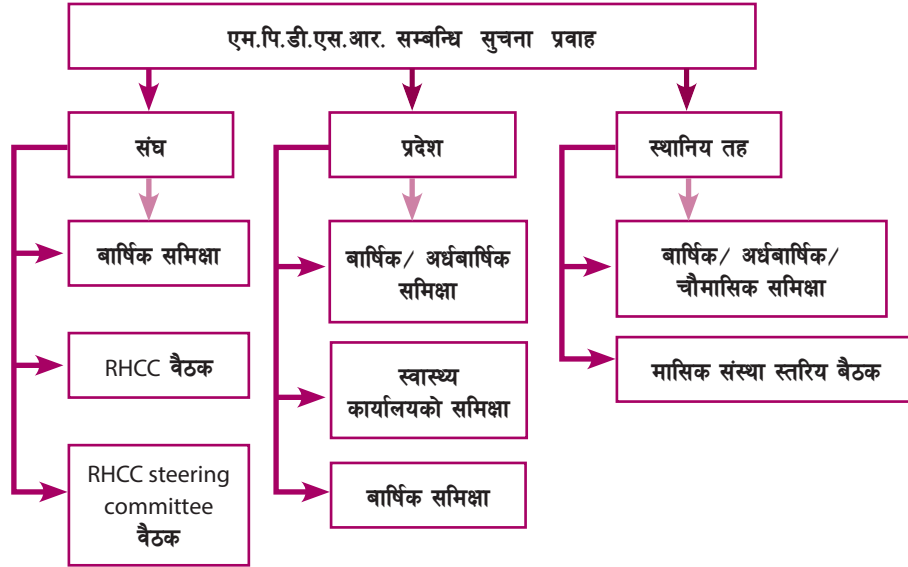 एम.पि.डी.एस.आर. सम्बन्धि सुचना प्रवाह
संघ
प्रदेश
स्थानिय तह
बार्षिक समिक्षा
RHCC वैठक
RHCC steering
committee
वैठक
बार्षिक/ अर्धबार्षिक
समिक्षा
स्वास्थ्य
कार्यालयको समिक्षा
बार्षिक समिक्षा
बार्षिक/ अर्धबार्षिक/
चौमासिक समिक्षा
मासिक संस्था स्तरिय बैठक